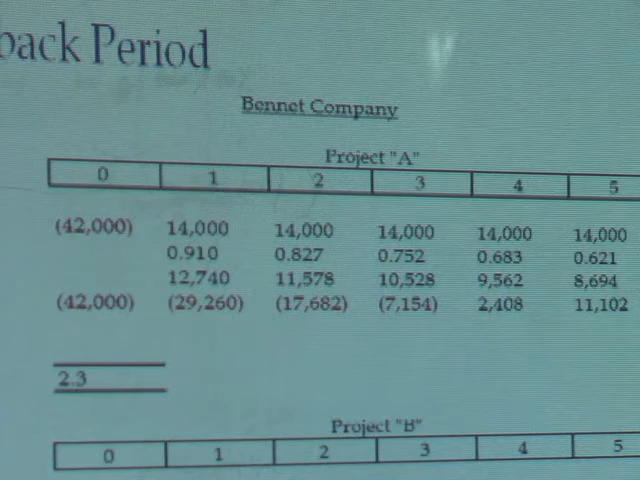 back Period
Bennet Company
Project "A"
0 1 2 3 4 5
(42,000) 14,000 14,000 14,000 14,000 14,000
0.910 0.827 0.752 0.683 0.621
12,740 11,578 10,528 9,562 8,694
(42,000) (29,260) (17,682) (7,154) 2,408 11,102
2.3
Project "B"
0 1 2 3 4 5